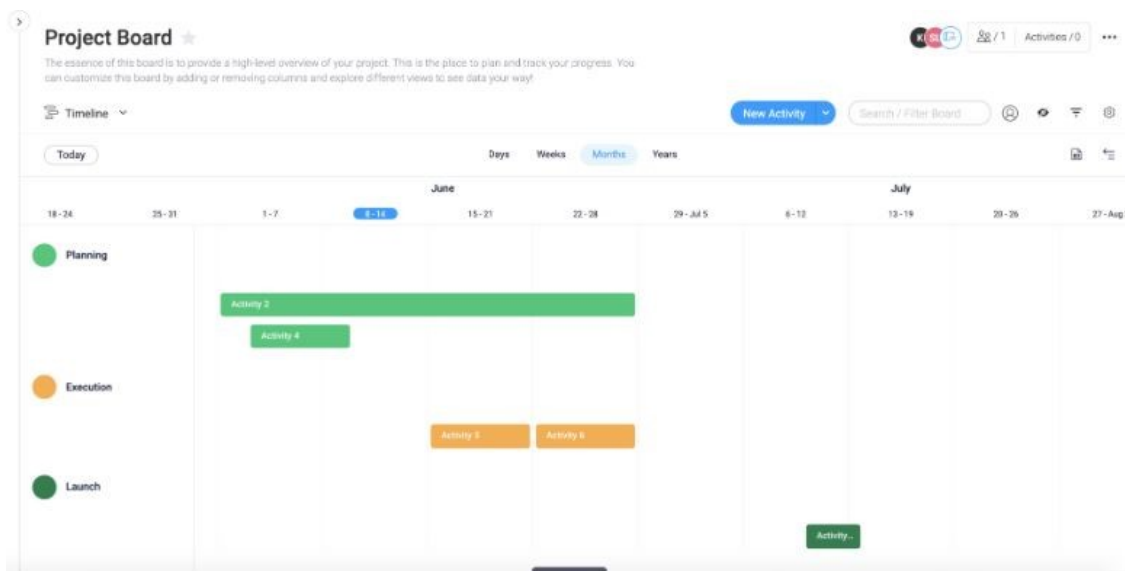 Project Board
The essence of this board is to provide a high-level overview of your project. This is the place to plan and track your progress. You
can customize this board by adding or removing columns and explore different views to see data your way!
/ 1
Activities / 0
Timeline
New Activity
Search / Filter Board
Today
Days Weeks Months Years
June July
18 - 24 25 - 31 1 - 7 8 - 14 15 - 21 22 - 28 29 - Jul 5 6 - 12 13 - 19 20 - 26 27 - Aug
Planning
Activity 2
Activity 4
Execution
Activity Activity 6
Launch
Activity..